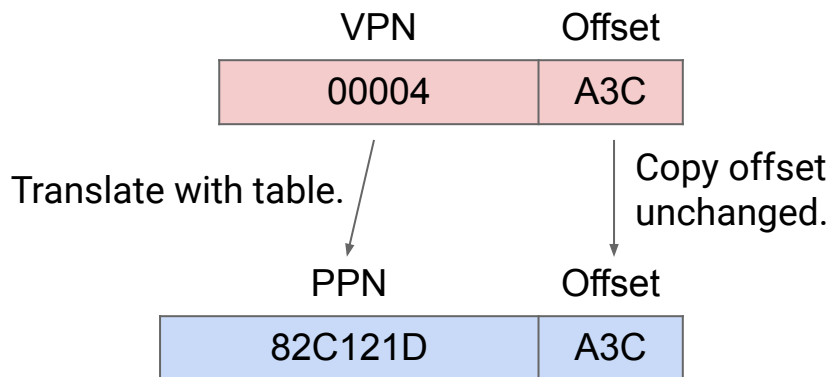 VPN Offset
00004 A3C
Translate with table.
Copy offset
unchanged.
PPN Offset
82C121D A3C